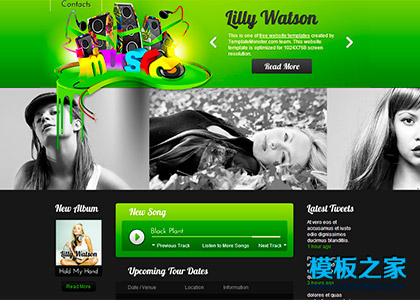 Contacts
Lilly Watson
This is one of free website templates created by
TemplateMonster.com team. This website
template is optimized for 1024X768 screen
resolution.
Read More
MUSIC
New Album
Lilly Watson
Hold My Hand
Read More
New Song
Black Plant
Previous Track
Listen to More Songs
Next Track
Upcoming Tour Dates
Date / Venue
Location
Information
Latest Tweets
At vero eos et
accusamus et iusto
odio dignissimos
ducimus blanditiis.
1 hour ago
模板之家
2 hours ago